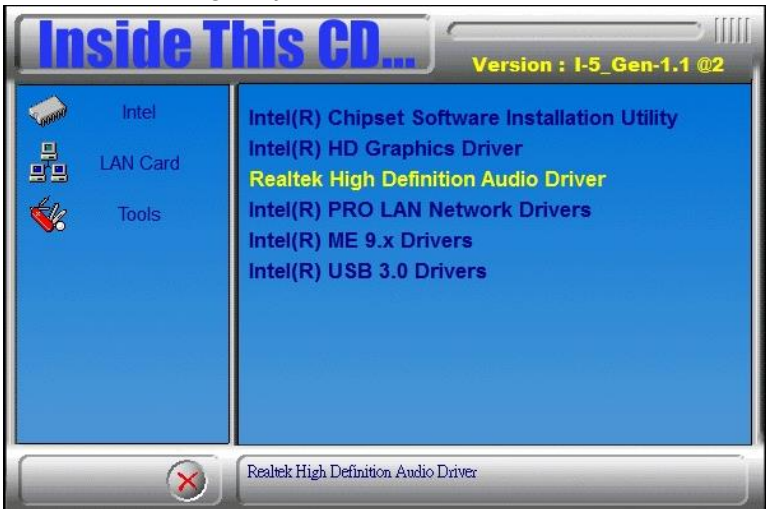 Inside This CD...
Version : I-5_Gen-1.1 @2
Intel
LAN Card
Tools
Intel(R) Chipset Software Installation Utility
Intel(R) HD Graphics Driver
Realtek High Definition Audio Driver
Intel(R) PRO LAN Network Drivers
Intel(R) ME 9.x Drivers
Intel(R) USB 3.0 Drivers
Realtek High Definition Audio Driver